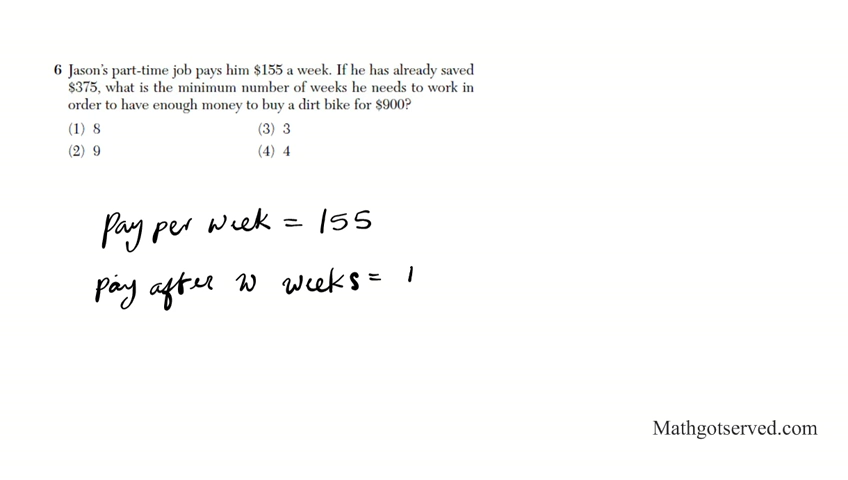 6 Jason's part-time job pays him $155 a week. If he has already saved
$375, what is the minimum number of weeks he needs to work in
order to have enough money to buy a dirt bike for $900?
(1) 8 (3) 3
(2) 9 (4) 4
Pay per week = 155
pay after w weeks = 1
Mathgotserved.com